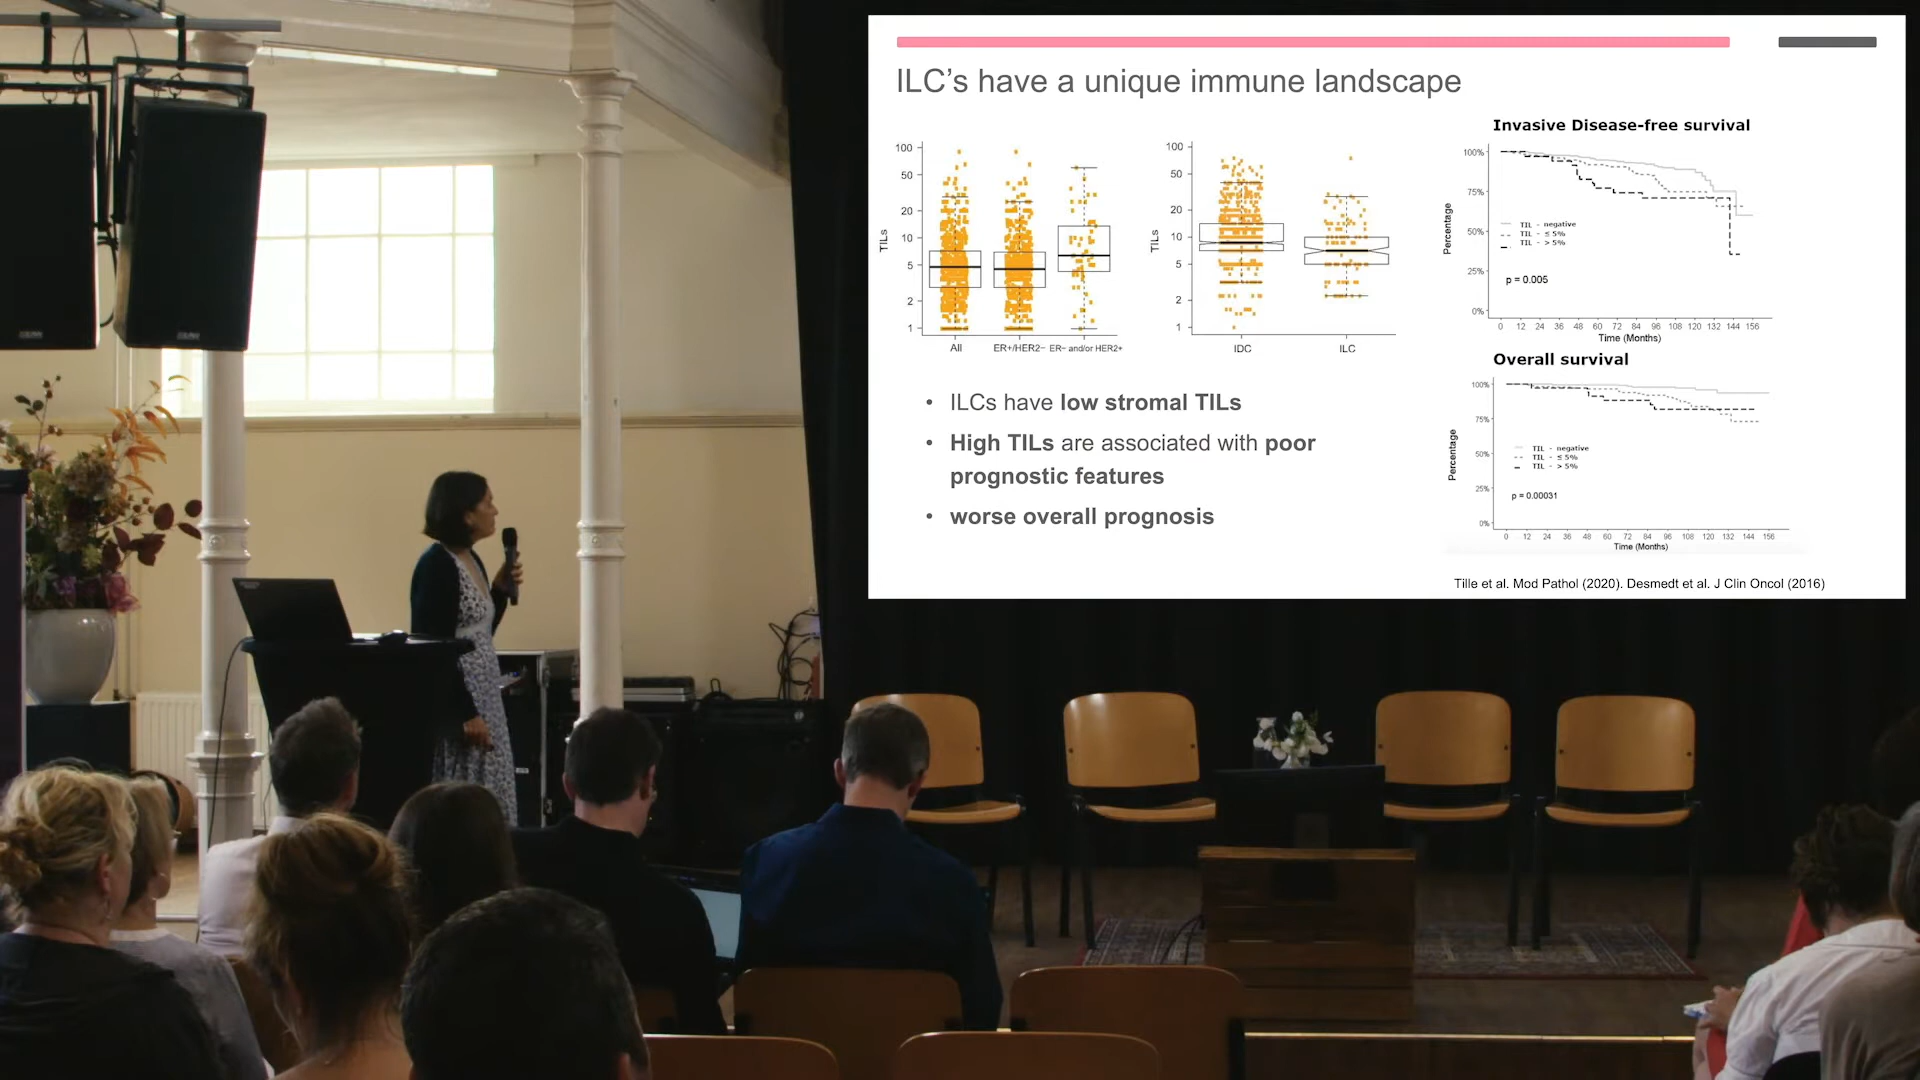 ILC's have a unique immune landscape
100
50
20
10
5
2
1
TILs
All
ER+/HER2−
ER− and/or HER2+
100
50
20
10
5
2
1
TILs
IDC
ILC
Invasive Disease-free survival
100%
75%
50%
25%
0%
Percentage
TIL - negative
TIL - ≤ 5%
TIL - > 5%
p = 0.005
0 12 24 36 48 60 72 84 96 108 120 132 144 156
Time (Months)
Overall survival
100%
75%
50%
25%
0%
Percentage
TIL - negative
TIL - ≤ 5%
TIL - > 5%
p = 0.00031
0 12 24 36 48 60 72 84 96 108 120 132 144 156
Time (Months)
• ILCs have low stromal TILs
• High TILs are associated with poor
prognostic features
• worse overall prognosis
Tille et al. Mod Pathol (2020). Desmedt et al. J Clin Oncol (2016)